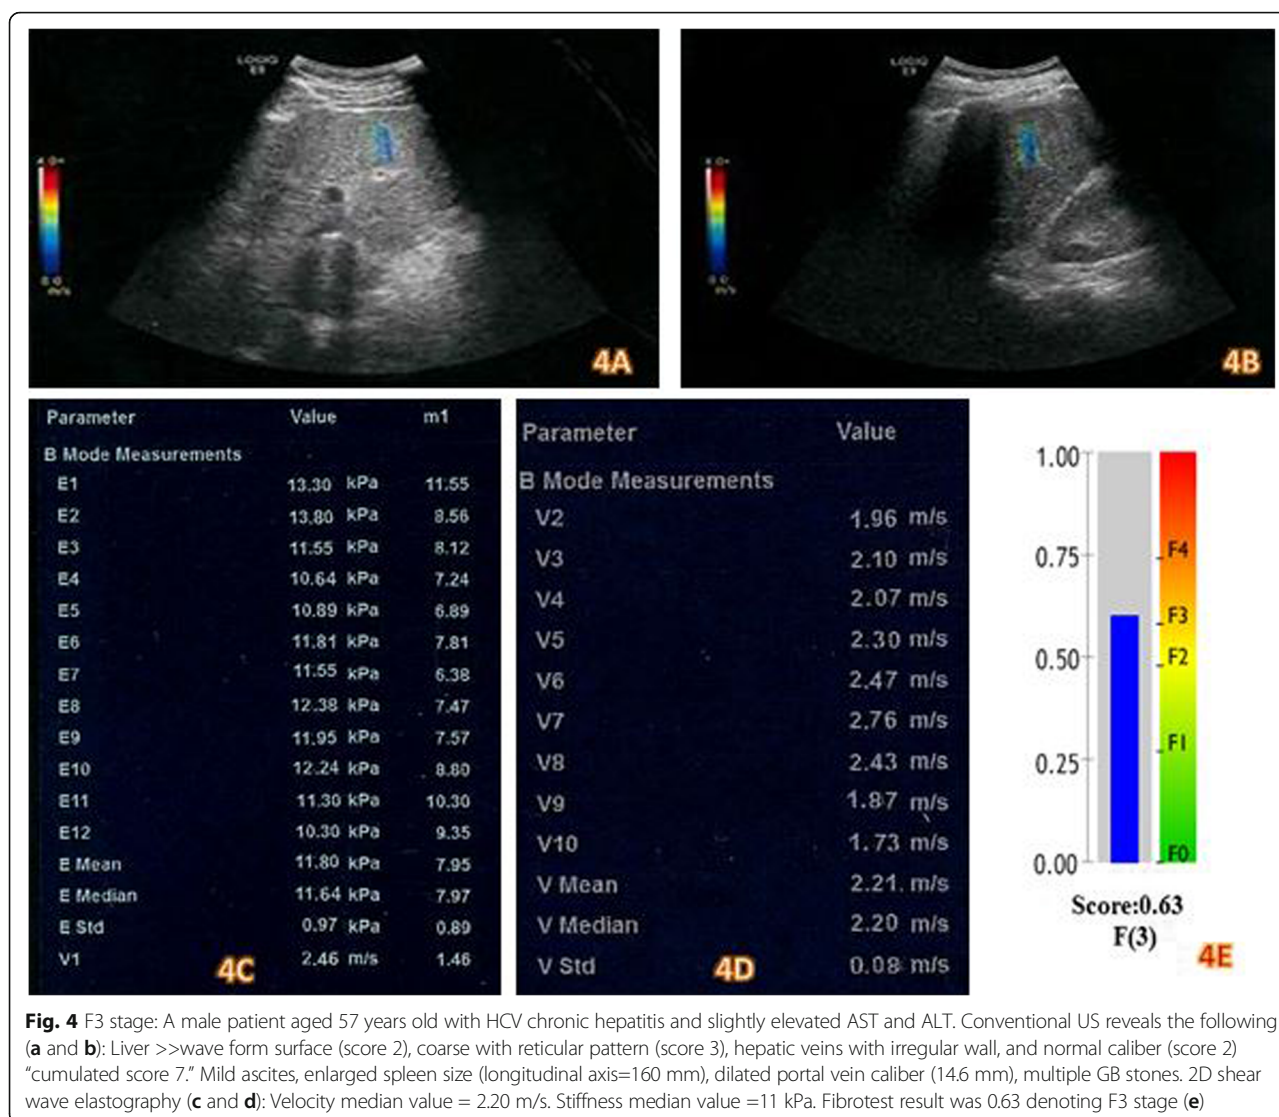 LOGIQ
E9
4A
LOGIQ
E9
4B
Parameter Value m1
B Mode Measurements
E1 13.30 kPa 11.55
E2 13.80 kPa 8.56
E3 11.55 kPa 8.12
E4 10.64 kPa 7.24
E5 10.89 kPa 6.89
E6 11.81 kPa 7.81
E7 11.55 kPa 6.38
E8 12.38 kPa 7.47
E9 11.95 kPa 7.57
E10 12.24 kPa 8.80
E11 11.30 kPa 10.30
E12 10.30 kPa 9.35
E Mean 11.80 kPa 7.95
E Median 11.64 kPa 7.97
E Std 0.97 kPa 0.89
V1 2.46 m/s 1.46
4C
Parameter Value
B Mode Measurements
V2 1.96 m/s
V3 2.10 m/s
V4 2.07 m/s
V5 2.30 m/s
V6 2.47 m/s
V7 2.76 m/s
V8 2.43 m/s
V9 1.87 m/s
V10 1.73 m/s
V Mean 2.21 m/s
V Median 2.20 m/s
V Std 0.08 m/s
4D
1.00
0.75
0.50
0.25
0.00
F4
F3
F2
F1
F0
Score:0.63
F(3)
4E
Fig. 4 F3 stage: A male patient aged 57 years old with HCV chronic hepatitis and slightly elevated AST and ALT. Conventional US reveals the following
(a and b): Liver >>wave form surface (score 2), coarse with reticular pattern (score 3), hepatic veins with irregular wall, and normal caliber (score 2)
“cumulated score 7.” Mild ascites, enlarged spleen size (longitudinal axis=160 mm), dilated portal vein caliber (14.6 mm), multiple GB stones. 2D shear
wave elastography (c and d): Velocity median value = 2.20 m/s. Stiffness median value =11 kPa. Fibrotest result was 0.63 denoting F3 stage (e)